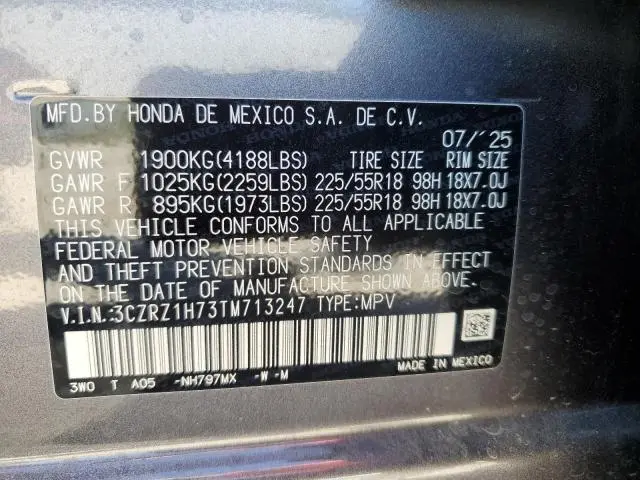 MFD.BY HONDA DE MEXICO S.A. DE C.V.
07/'25
GVWR 1900KG(4188LBS) TIRE SIZE RIM SIZE
GAWR F 1025KG(2259LBS) 225/55R18 98H 18X7.0J
GAWR R 895KG(1973LBS) 225/55R18 98H 18X7.0J
THIS VEHICLE CONFORMS TO ALL APPLICABLE
FEDERAL MOTOR VEHICLE SAFETY
AND THEFT PREVENTION STANDARDS IN EFFECT
ON THE DATE OF MANUFACTURE SHOWN ABOVE.
V.I.N.:3CZRZ1H73TM713247 TYPE:MPV
MADE IN MEXICO
3W0 T A05 -NH797MX -W-M